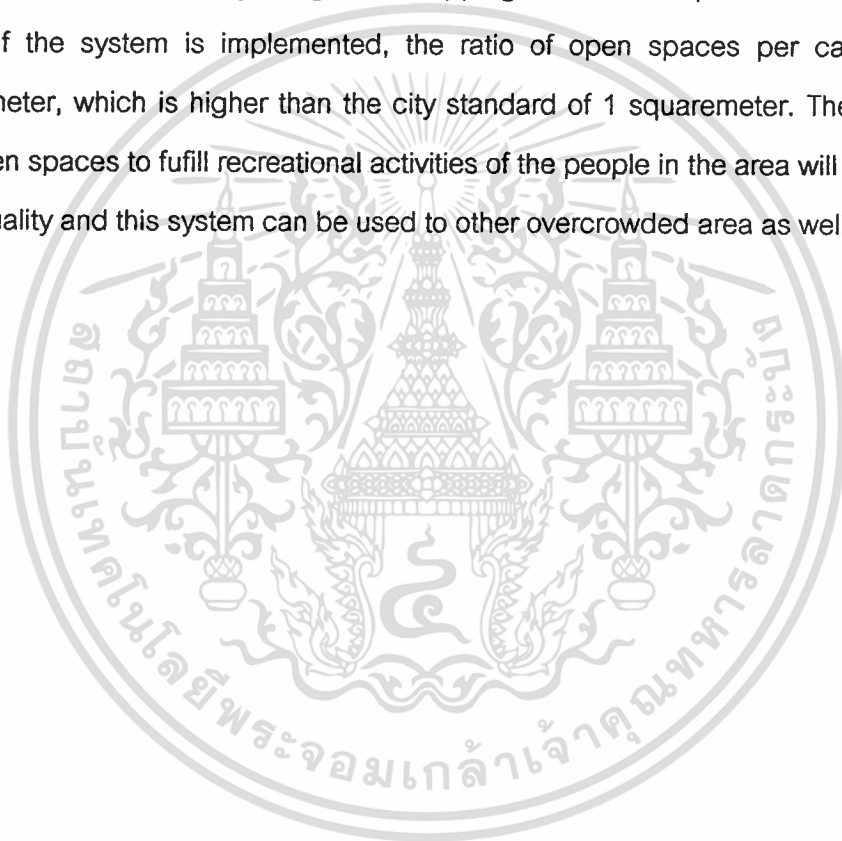 f the system is implemented, the ratio of open spaces per ca
neter, which is higher than the city standard of 1 squaremeter. The
en spaces to fufill recreational activities of the people in the area will
uality and this system can be used to other overcrowded area as wel
สถาบันเทคโนโลยีพระจอมเกล้าเจ้าคุณทหารลาดกระบัง